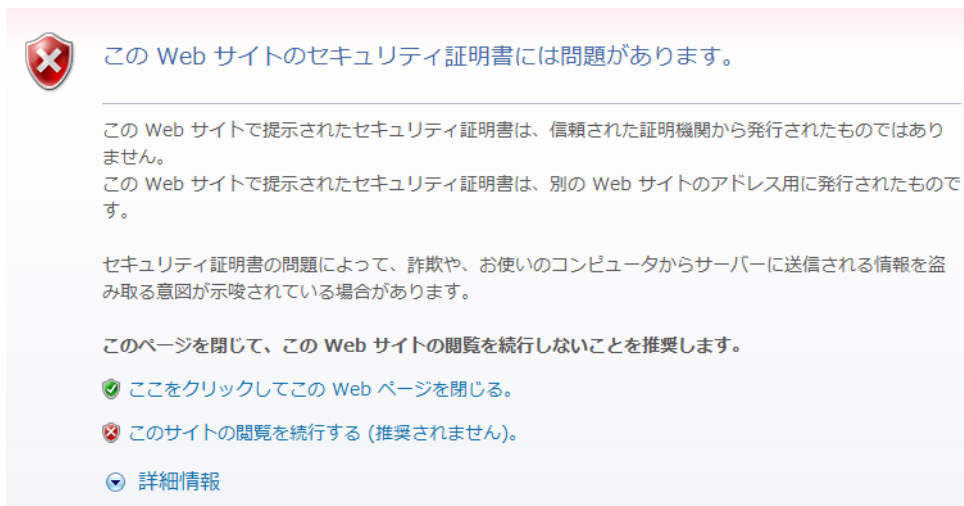 この Web サイトのセキュリティ証明書には問題があります。
この Web サイトで提示されたセキュリティ証明書は、信頼された証明機関から発行されたものではあり
ません。
この Web サイトで提示されたセキュリティ証明書は、別の Web サイトのアドレス用に発行されたもので
す。
セキュリティ証明書の問題によって、詐欺や、お使いのコンピュータからサーバーに送信される情報を盗
み取る意図が示唆されている場合があります。
このページを閉じて、この Web サイトの閲覧を続行しないことを推奨します。
ここをクリックしてこの Web ページを閉じる。
このサイトの閲覧を続行する (推奨されません)。
詳細情報